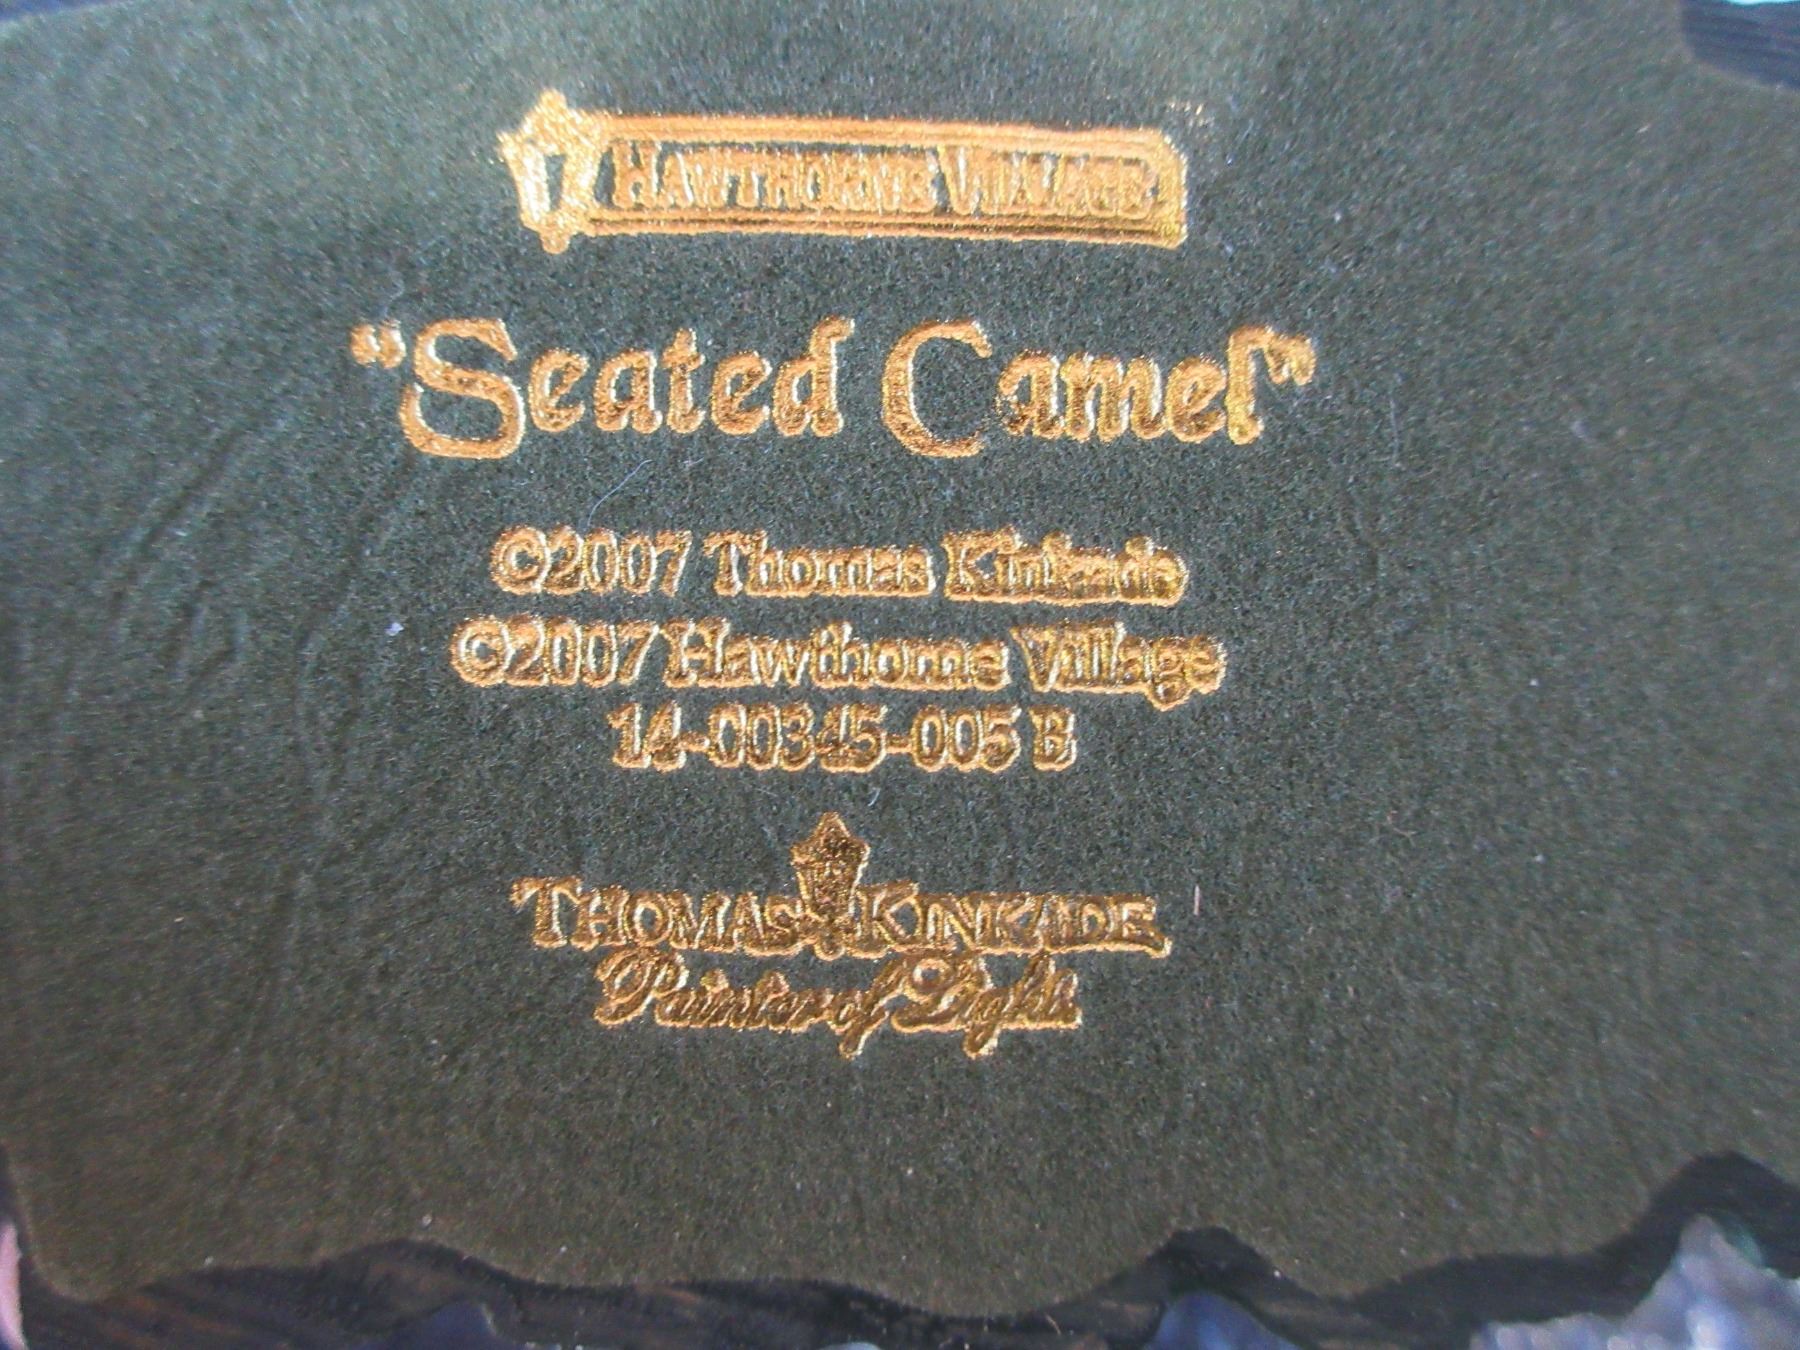 HAWTHORNE VILLAGE
"Seated Camel"
©2007 Thomas Kinkade
©2007 Hawthorne Village
14-00345-005 B
THOMAS KINKADE
Painter of Light